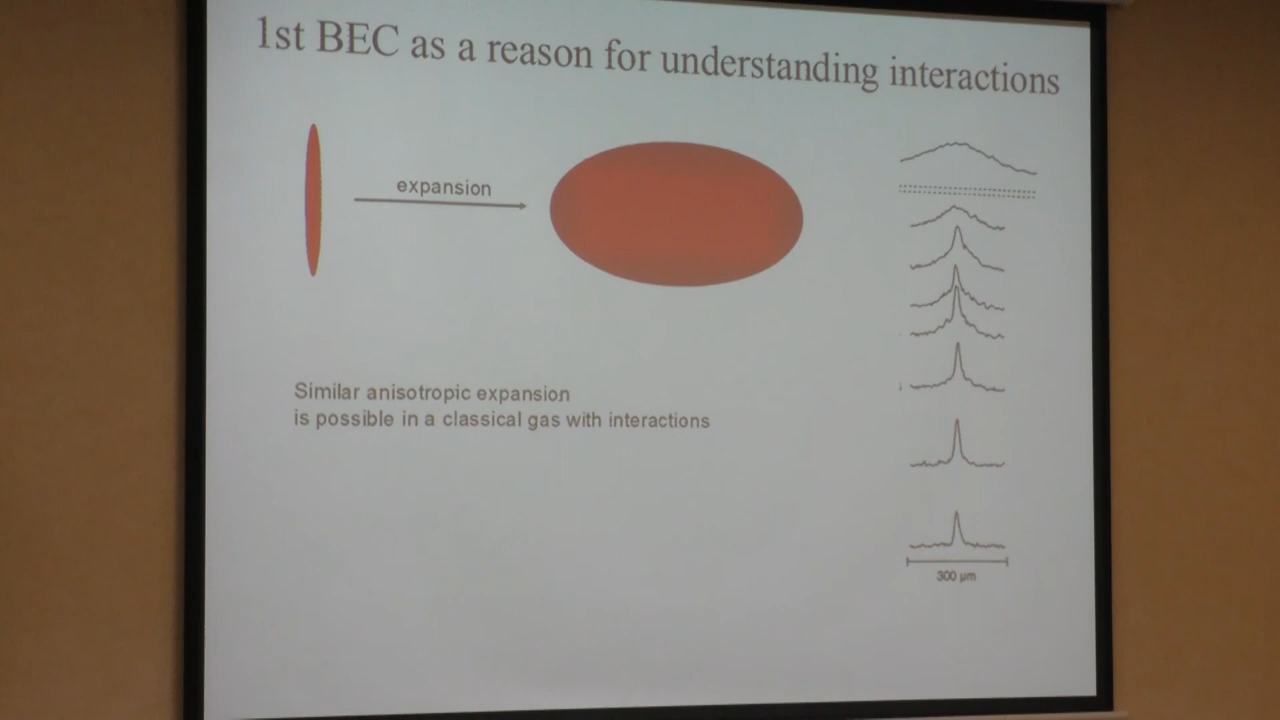 1st BEC as a reason for understanding interactions
expansion
Similar anisotropic expansion
is possible in a classical gas with interactions
300 μm